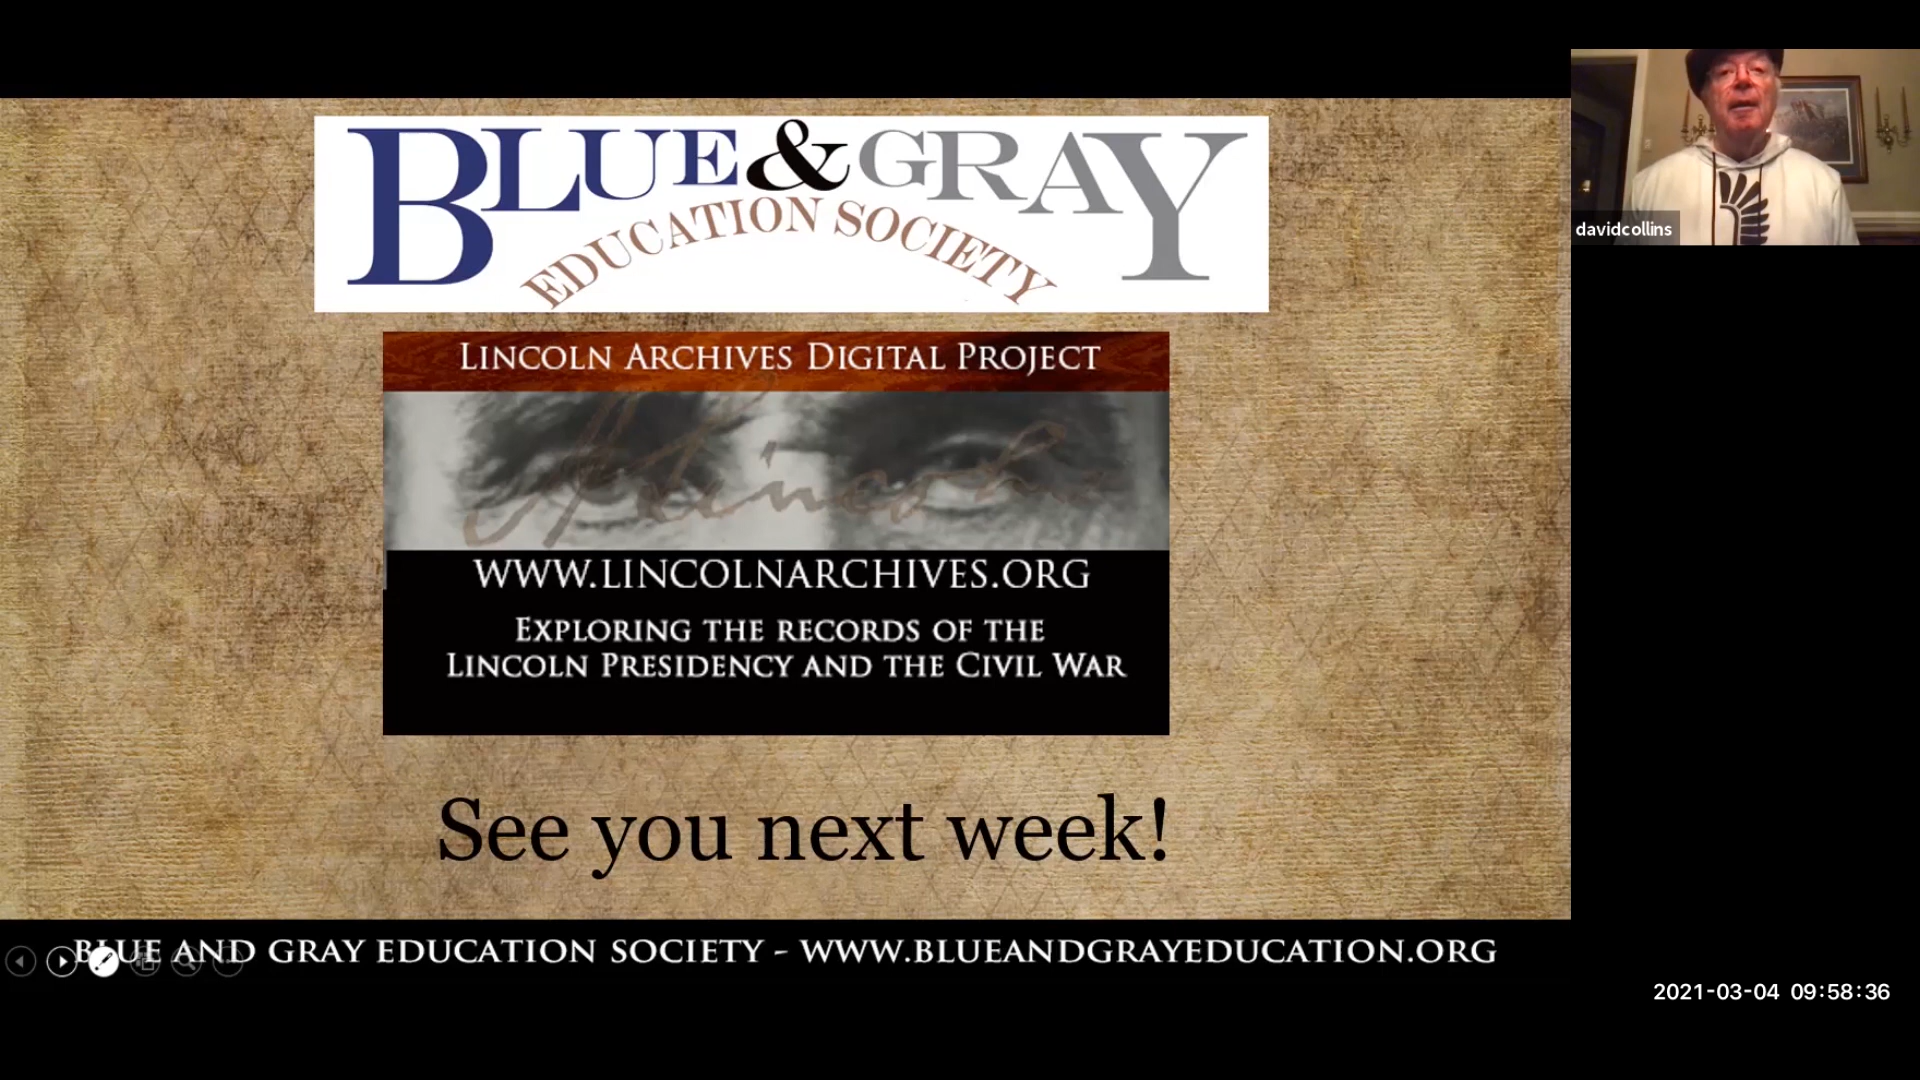 BLUE & GRAY
EDUCATION SOCIETY
LINCOLN ARCHIVES DIGITAL PROJECT
A Lincoln
WWW.LINCOLNARCHIVES.ORG
EXPLORING THE RECORDS OF THE
LINCOLN PRESIDENCY AND THE CIVIL WAR
See you next week!
BLUE AND GRAY EDUCATION SOCIETY - WWW.BLUEANDGRAYEDUCATION.ORG
davidcollins
2021-03-04 09:58:36